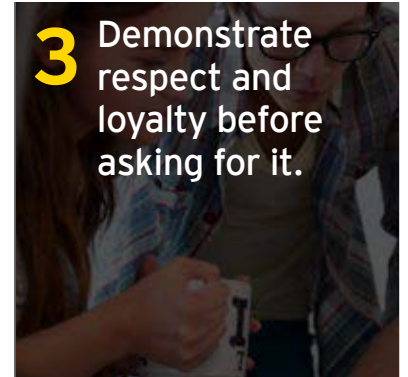 3 Demonstrate
respect and
loyalty before
asking for it.